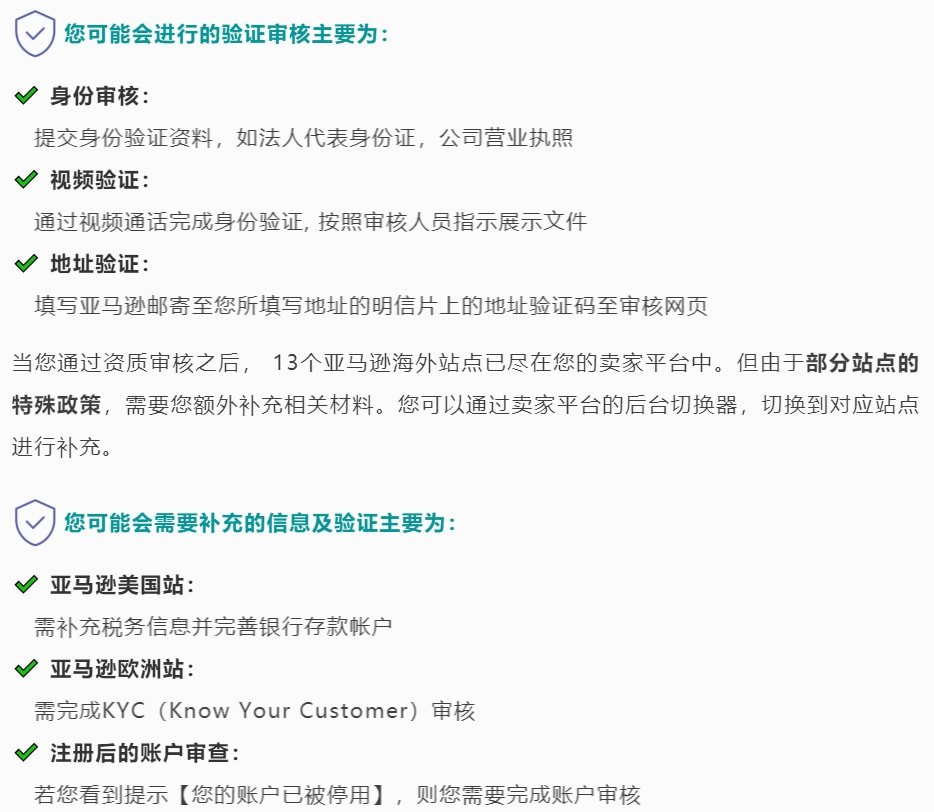 您可能会进行的验证审核主要为：
身份审核：
提交身份验证资料，如法人代表身份证，公司营业执照
视频验证：
通过视频通话完成身份验证, 按照审核人员指示展示文件
地址验证：
填写亚马逊邮寄至您所填写地址的明信片上的地址验证码至审核网页
当您通过资质审核之后， 13个亚马逊海外站点已尽在您的卖家平台中。但由于部分站点的
特殊政策，需要您额外补充相关材料。您可以通过卖家平台的后台切换器，切换到对应站点
进行补充。
您可能会需要补充的信息及验证主要为：
亚马逊美国站：
需补充税务信息并完善银行存款帐户
亚马逊欧洲站：
需完成KYC（Know Your Customer）审核
注册后的账户审查：
若您看到提示【您的账户已被停用】，则您需要完成账户审核